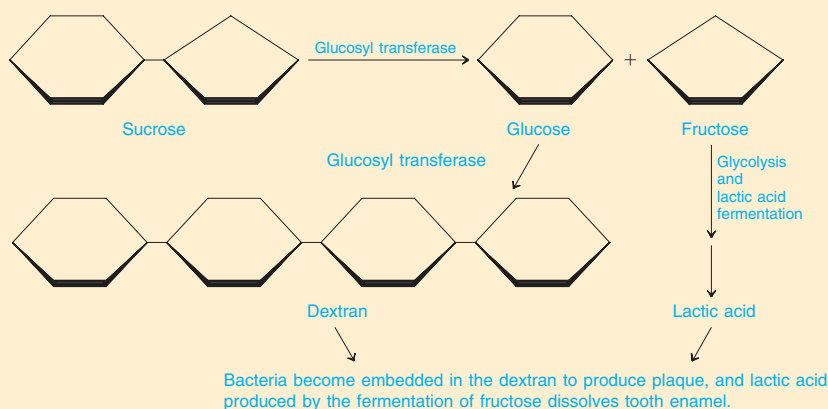 Glucosyl transferase
+
Sucrose
Glucose
Fructose
Glucosyl transferase
Glycolysis
and
lactic acid
fermentation
Dextran
Lactic acid
Bacteria become embedded in the dextran to produce plaque, and lactic acid
produced by the fermentation of fructose dissolves tooth enamel.